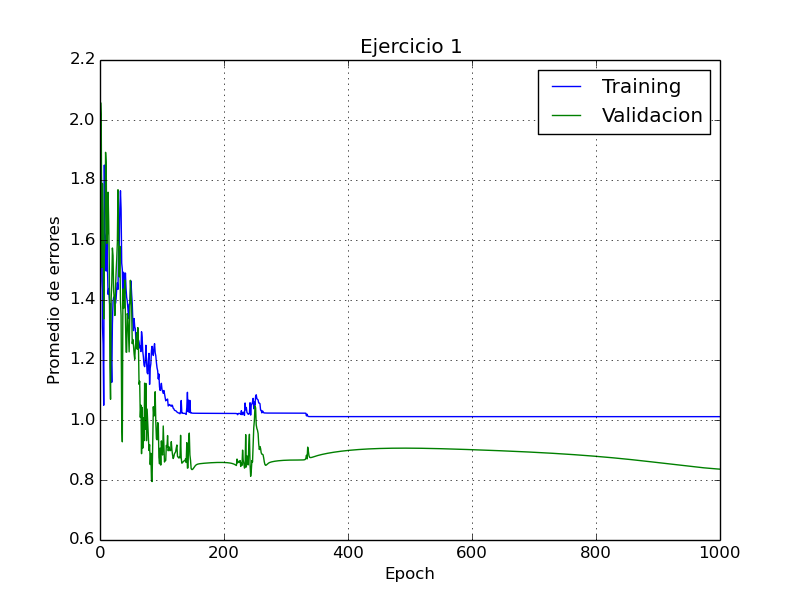 Ejercicio 1
Training
Validacion
Promedio de errores
2.2
2.0
1.8
1.6
1.4
1.2
1.0
0.8
0.6
0 200 400 600 800 1000
Epoch